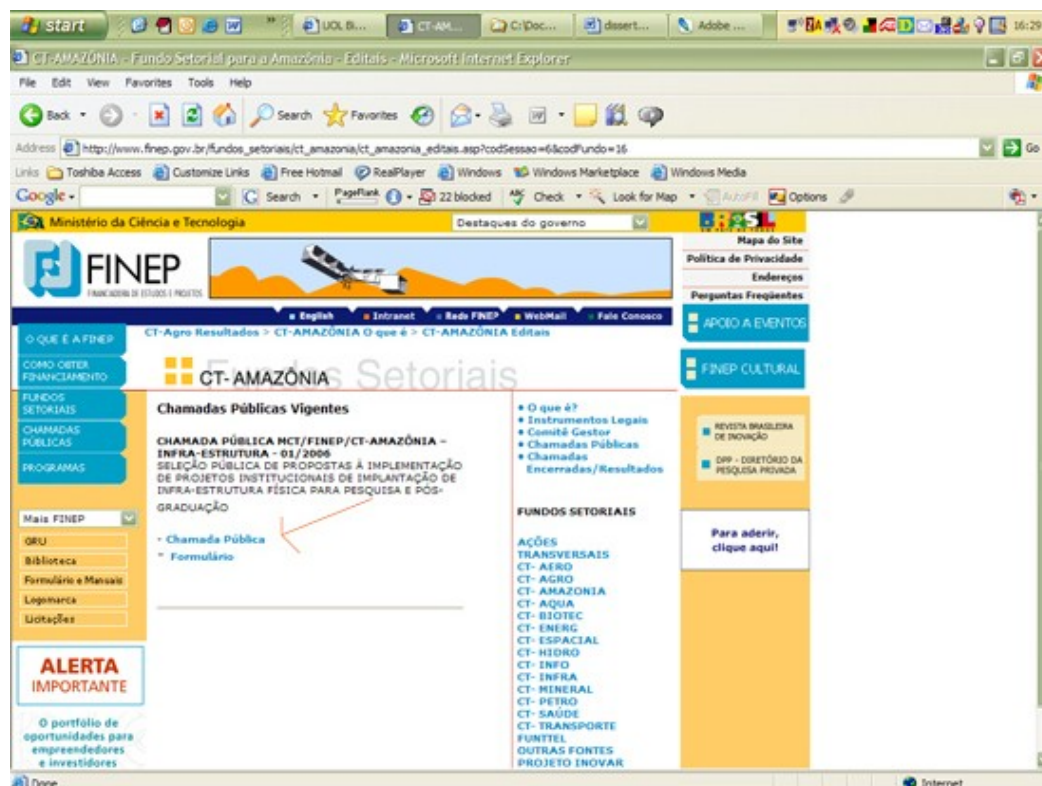 start
UOL Bi...
CT-AM...
C:\Doc...
dissert...
Adobe ...
16:29
CT-AMAZÔNIA - Fundo Setorial para a Amazônia - Editais - Microsoft Internet Explorer
File Edit View Favorites Tools Help
Back Search Favorites
Address http://www.finep.gov.br/fundos_setoriais/ct_amazonia/ct_amazonia_editais.asp?codSessao=6&codFundo=16 Go
Links Toshiba Access Customize Links Free Hotmail RealPlayer Windows Windows Marketplace Windows Media
Google Search PageRank 22 blocked Check Look for Map AutoFill Options
Ministério da Ciência e Tecnologia
Destaques do governo
BRASIL
FINEP
FINANCIADORA DE ESTUDOS E PROJETOS
Mapa do Site
Política de Privacidade
Endereços
Perguntas Freqüentes
English Intranet Rede FINEP WebMail Fale Conosco
APOIO A EVENTOS
FINEP CULTURAL
REVISTA BRASILEIRA
DE INOVAÇÃO
DPP - DIRETÓRIO DA
PESQUISA PRIVADA
Para aderir,
clique aqui!
O QUE É A FINEP
COMO OBTER
FINANCIAMENTO
FUNDOS
SETORIAIS
CHAMADAS
PÚBLICAS
PROGRAMAS
Mais FINEP
GRU
Biblioteca
Formulário e Manuais
Logomarca
Licitações
ALERTA
IMPORTANTE
O portfólio de
oportunidades para
empreendedores
e investidores
CT-Agro Resultados > CT-AMAZÔNIA O que é > CT-AMAZÔNIA Editais
Fundos Setoriais
CT- AMAZÔNIA
Chamadas Públicas Vigentes
CHAMADA PÚBLICA MCT/FINEP/CT-AMAZÔNIA –
INFRA-ESTRUTURA - 01/2006
SELEÇÃO PÚBLICA DE PROPOSTAS À IMPLEMENTAÇÃO
DE PROJETOS INSTITUCIONAIS DE IMPLANTAÇÃO DE
INFRA-ESTRUTURA FÍSICA PARA PESQUISA E PÓS-
GRADUAÇÃO
- Chamada Pública
- Formulário
• O que é?
• Instrumentos Legais
• Comitê Gestor
• Chamadas Públicas
• Chamadas
Encerradas/Resultados
FUNDOS SETORIAIS
AÇÕES
TRANSVERSAIS
CT- AERO
CT- AGRO
CT- AMAZONIA
CT- AQUA
CT- BIOTEC
CT- ENERG
CT- ESPACIAL
CT- HIDRO
CT- INFO
CT- INFRA
CT- MINERAL
CT- PETRO
CT- SAÚDE
CT- TRANSPORTE
FUNTTEL
OUTRAS FONTES
PROJETO INOVAR
Done
Internet